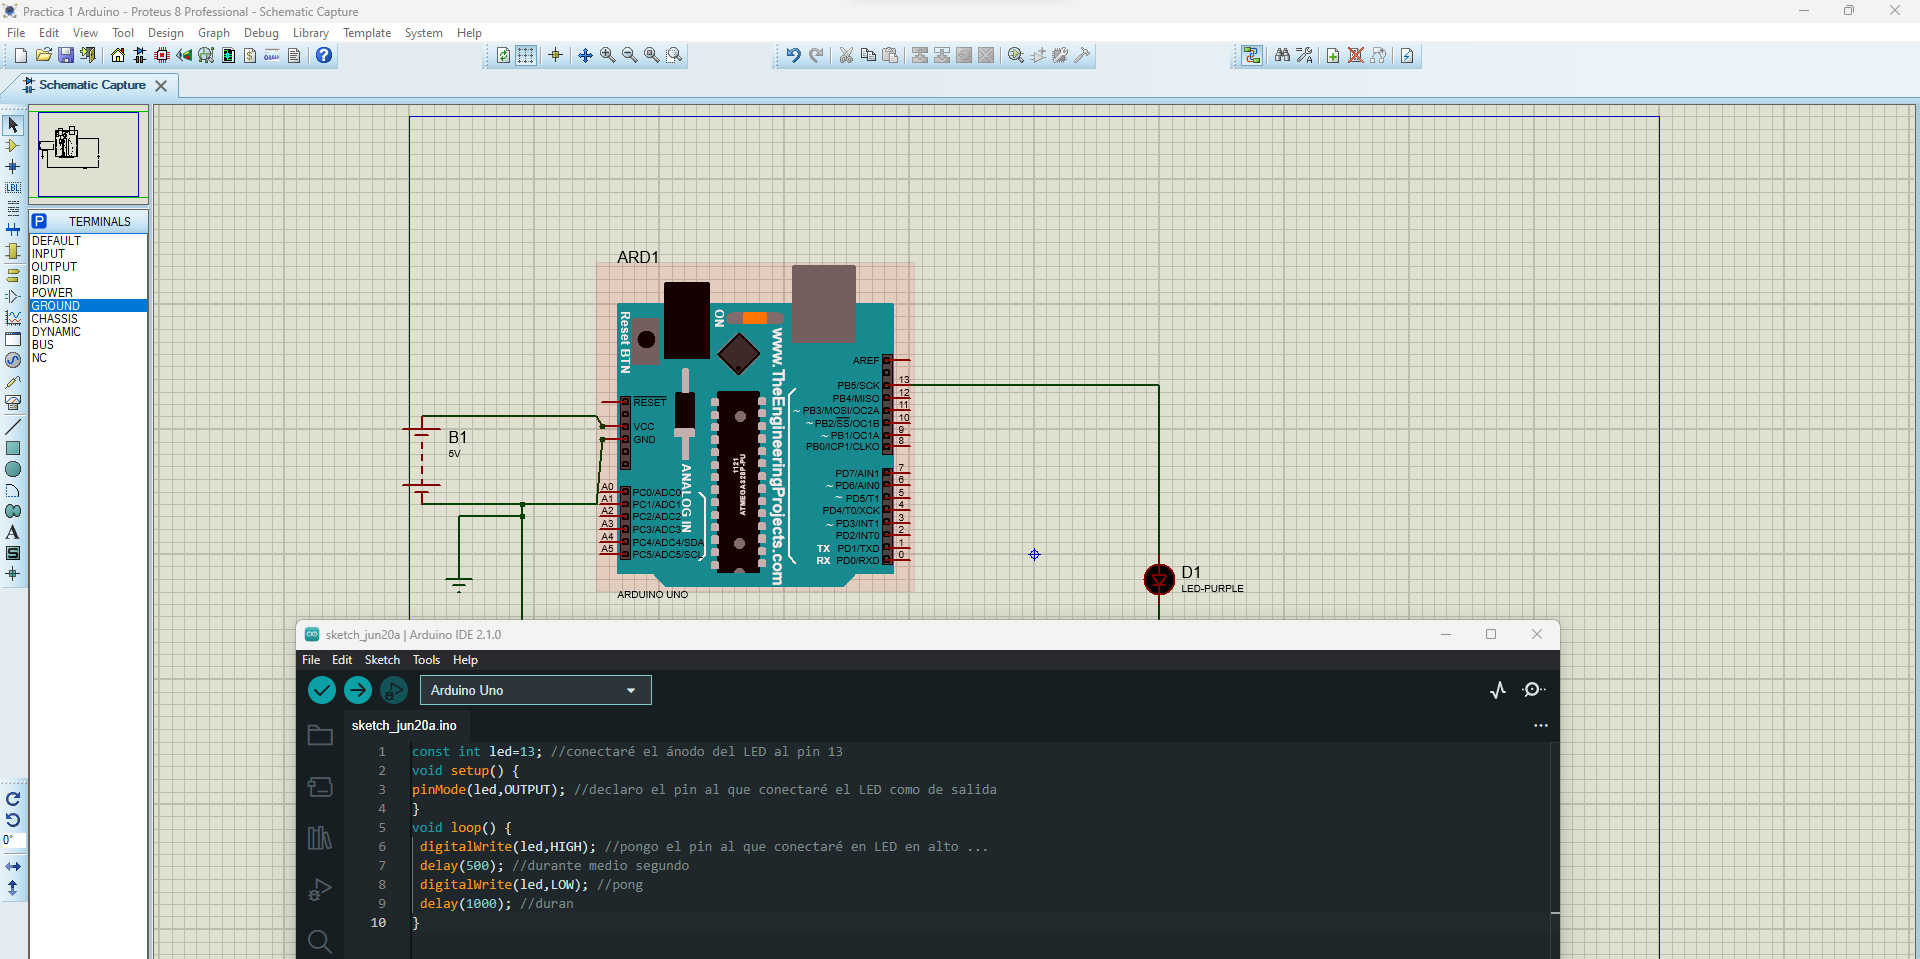 Practica 1 Arduino - Proteus 8 Professional - Schematic Capture
File Edit View Tool Design Graph Debug Library Template System Help
Schematic Capture
P TERMINALS
DEFAULT
INPUT
OUTPUT
BIDIR
POWER
GROUND
CHASSIS
DYNAMIC
BUS
NC
LBL
A
S
0°
ARD1
Reset BTN
ON
www.TheEngineeringProjects.com
ANALOG IN
ATMEGA328P-PU
1121
RESET
VCC
GND
A0 PC0/ADC0
A1 PC1/ADC1
A2 PC2/ADC2
A3 PC3/ADC3
A4 PC4/ADC4/SDA
A5 PC5/ADC5/SCL
AREF
PB5/SCK 13
PB4/MISO 12
~ PB3/MOSI/OC2A 11
~ PB2/SS/OC1B 10
~ PB1/OC1A 9
PB0/ICP1/CLKO 8
PD7/AIN1 7
~ PD6/AIN0 6
~ PD5/T1 5
PD4/T0/XCK 4
~ PD3/INT1 3
PD2/INT0 2
TX PD1/TXD 1
RX PD0/RXD 0
ARDUINO UNO
B1
5V
D1
LED-PURPLE
sketch_jun20a | Arduino IDE 2.1.0
File Edit Sketch Tools Help
Arduino Uno
sketch_jun20a.ino
1 const int led=13; //conectaré el ánodo del LED al pin 13
2 void setup() {
3 pinMode(led,OUTPUT); //declaro el pin al que conectaré el LED como de salida
4 }
5 void loop() {
6 digitalWrite(led,HIGH); //pongo el pin al que conectaré en LED en alto ...
7 delay(500); //durante medio segundo
8 digitalWrite(led,LOW); //pong
9 delay(1000); //duran
10 }